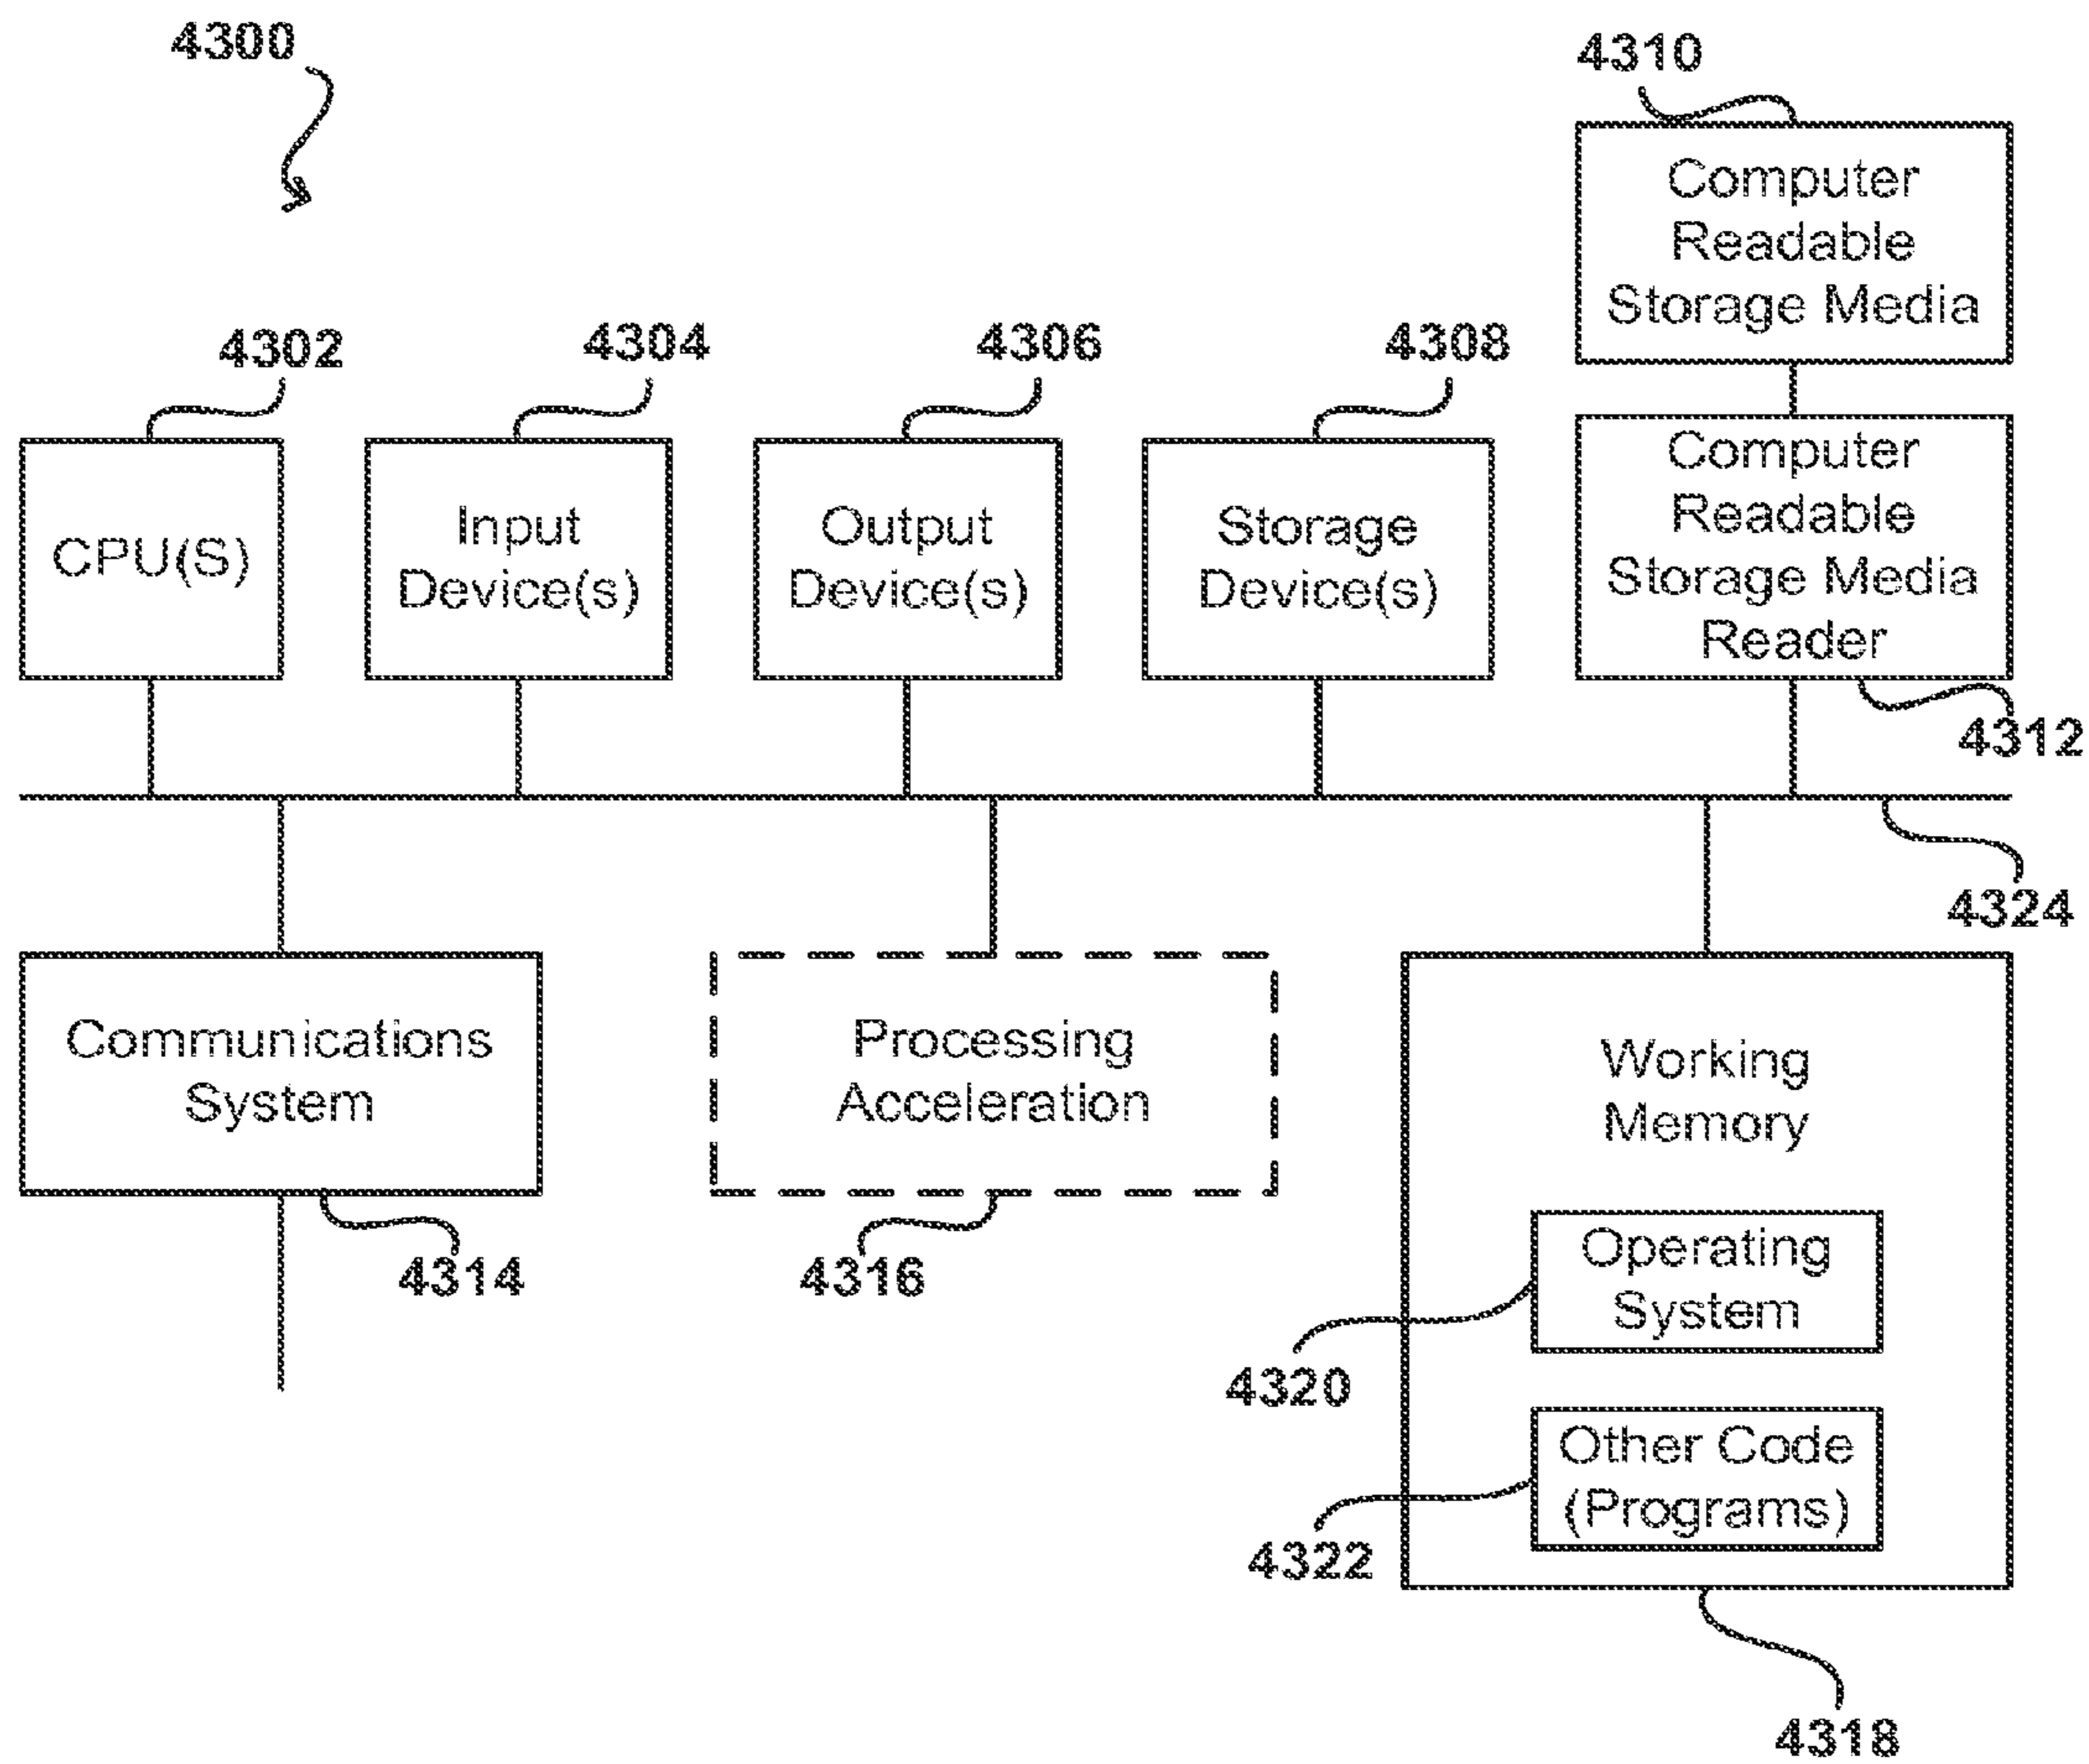 4300
4310
Computer
Readable
Storage Media
4302
4304
4306
4308
CPU(S)
Input
Device(s)
Output
Device(s)
Storage
Device(s)
Computer
Readable
Storage Media
Reader
4312
4324
Communications
System
4314
Processing
Acceleration
4316
Working
Memory
Operating
System
4320
Other Code
(Programs)
4322
4318